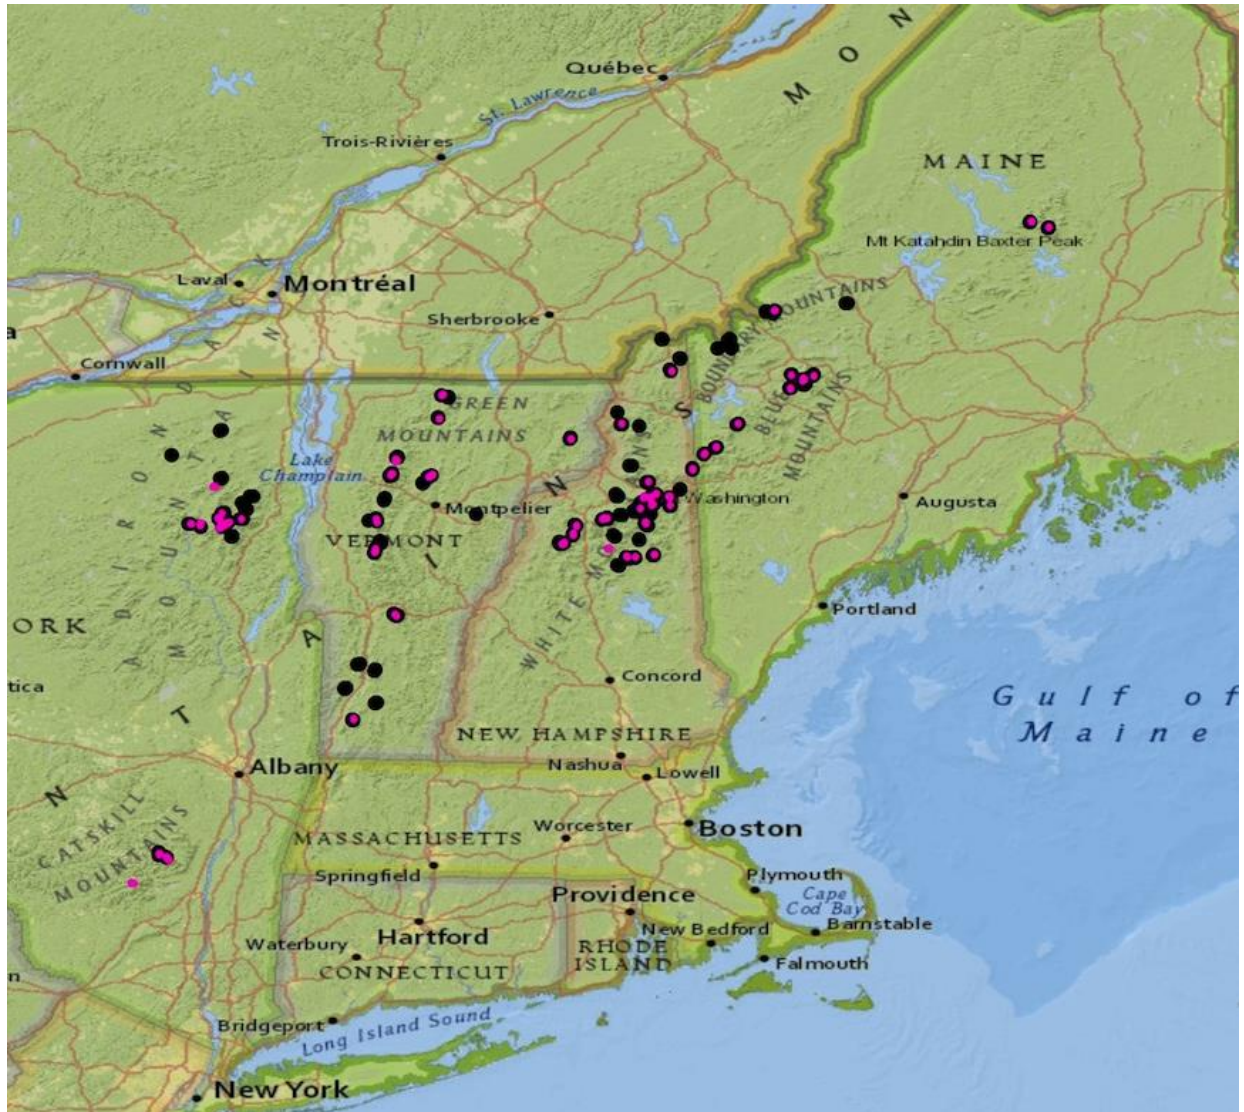 Québec
St. Lawrence
Trois-Rivières
MAINE
Mt Katahdin Baxter Peak
Laval
Montréal
Sherbrooke
Cornwall
BOUNDARY MOUNTAINS
GREEN
MOUNTAINS
BLUE
MOUNTAINS
Lake
Champlain
ADIRONDACK
MOUNTAINS
Augusta
Washington
Montpelier
VERMONT
WHITE
Portland
ORK
Concord
tica
Gulf of
Maine
NEW HAMPSHIRE
Nashua
Lowell
Albany
CATSKILL
MOUNTAINS
MASSACHUSETTS
Worcester
Boston
Springfield
Plymouth
Providence
Cape
Cod Bay
Barnstable
New Bedford
Hartford
Waterbury
RHODE
ISLAND
CONNECTICUT
Falmouth
Bridgeport
Long Island Sound
New York